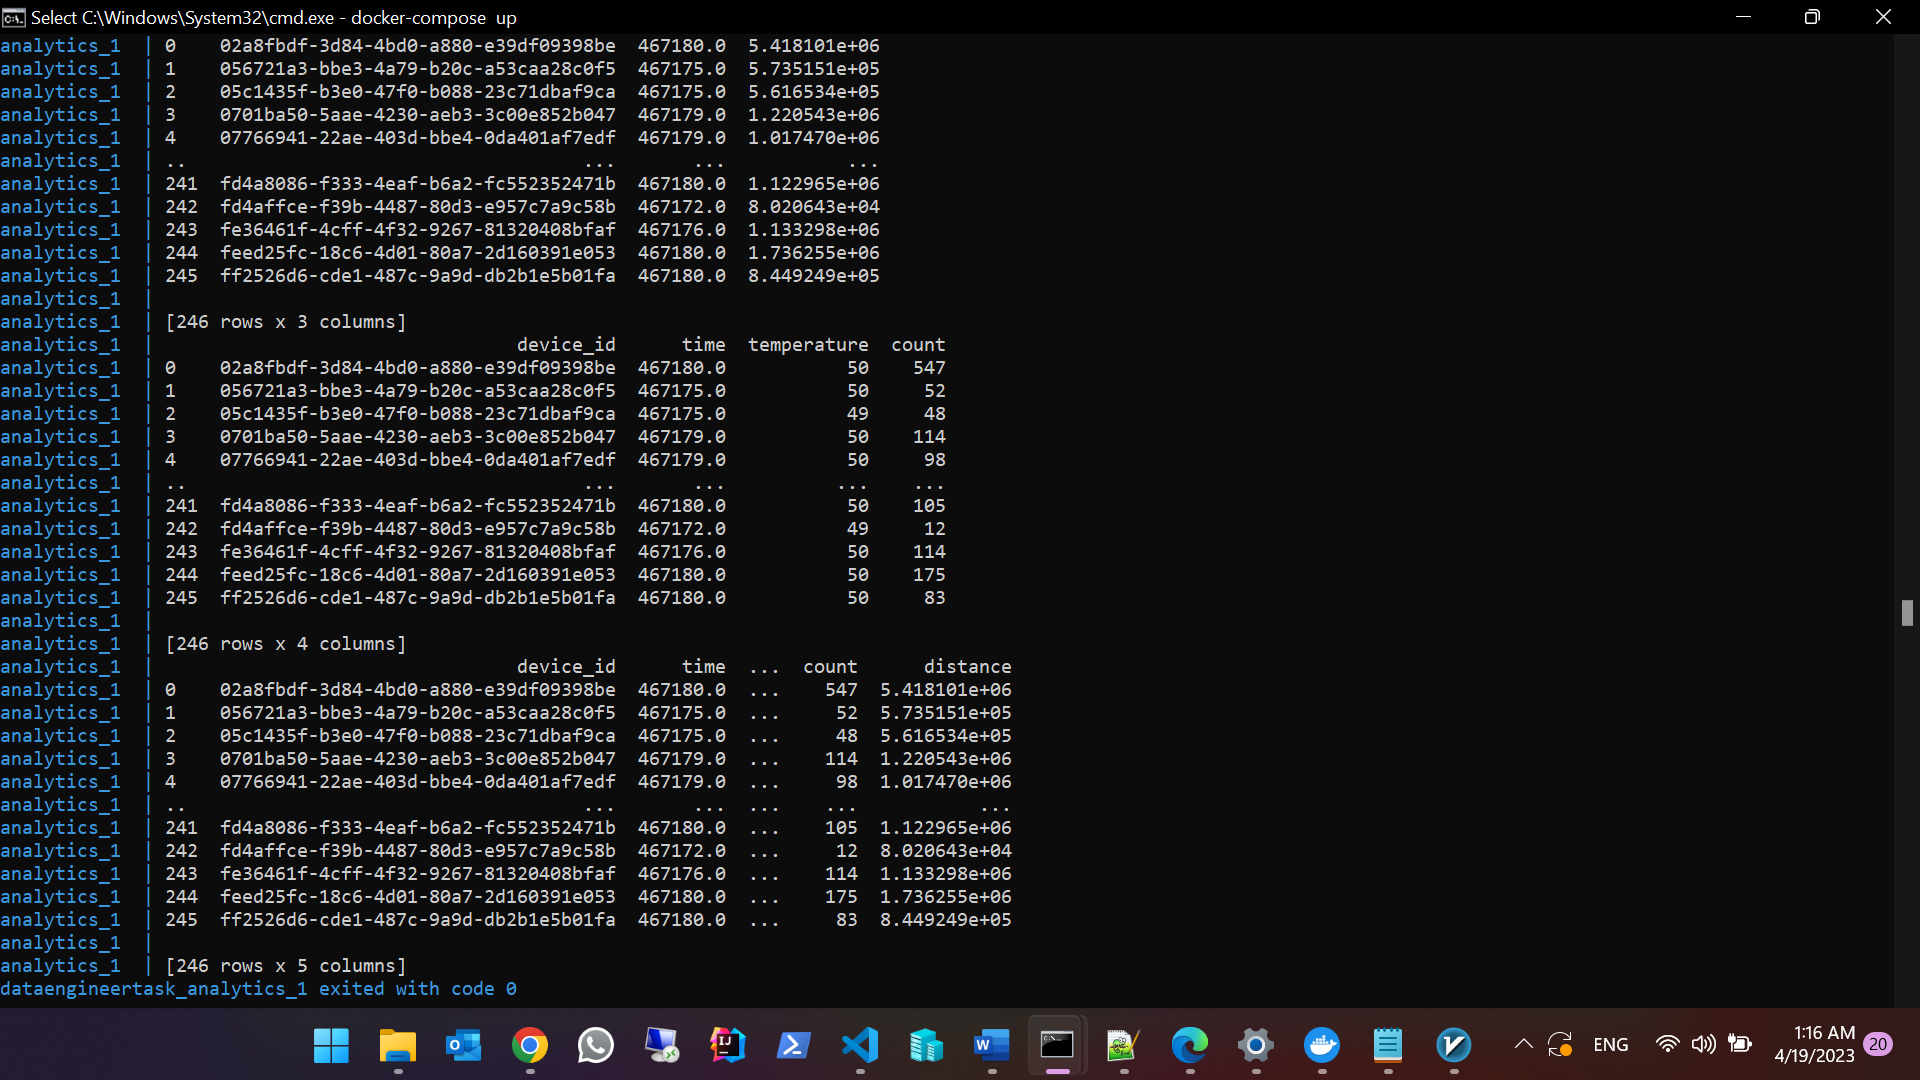 Select C:\Windows\System32\cmd.exe - docker-compose  up
analytics_1  | 0    02a8fbdf-3d84-4bd0-a880-e39df09398be  467180.0  5.418101e+06
analytics_1  | 1    056721a3-bbe3-4a79-b20c-a53caa28c0f5  467175.0  5.735151e+05
analytics_1  | 2    05c1435f-b3e0-47f0-b088-23c71dbaf9ca  467175.0  5.616534e+05
analytics_1  | 3    0701ba50-5aae-4230-aeb3-3c00e852b047  467179.0  1.220543e+06
analytics_1  | 4    07766941-22ae-403d-bbe4-0da401af7edf  467179.0  1.017470e+06
analytics_1  | ..                                    ...       ...           ...
analytics_1  | 241  fd4a8086-f333-4eaf-b6a2-fc552352471b  467180.0  1.122965e+06
analytics_1  | 242  fd4affce-f39b-4487-80d3-e957c7a9c58b  467172.0  8.020643e+04
analytics_1  | 243  fe36461f-4cff-4f32-9267-81320408bfaf  467176.0  1.133298e+06
analytics_1  | 244  feed25fc-18c6-4d01-80a7-2d160391e053  467180.0  1.736255e+06
analytics_1  | 245  ff2526d6-cde1-487c-9a9d-db2b1e5b01fa  467180.0  8.449249e+05
analytics_1  |
analytics_1  | [246 rows x 3 columns]
analytics_1  |                                 device_id      time  temperature  count
analytics_1  | 0    02a8fbdf-3d84-4bd0-a880-e39df09398be  467180.0           50    547
analytics_1  | 1    056721a3-bbe3-4a79-b20c-a53caa28c0f5  467175.0           50     52
analytics_1  | 2    05c1435f-b3e0-47f0-b088-23c71dbaf9ca  467175.0           49     48
analytics_1  | 3    0701ba50-5aae-4230-aeb3-3c00e852b047  467179.0           50    114
analytics_1  | 4    07766941-22ae-403d-bbe4-0da401af7edf  467179.0           50     98
analytics_1  | ..                                    ...       ...          ...    ...
analytics_1  | 241  fd4a8086-f333-4eaf-b6a2-fc552352471b  467180.0           50    105
analytics_1  | 242  fd4affce-f39b-4487-80d3-e957c7a9c58b  467172.0           49     12
analytics_1  | 243  fe36461f-4cff-4f32-9267-81320408bfaf  467176.0           50    114
analytics_1  | 244  feed25fc-18c6-4d01-80a7-2d160391e053  467180.0           50    175
analytics_1  | 245  ff2526d6-cde1-487c-9a9d-db2b1e5b01fa  467180.0           50     83
analytics_1  |
analytics_1  | [246 rows x 4 columns]
analytics_1  |                                 device_id      time  ...  count      distance
analytics_1  | 0    02a8fbdf-3d84-4bd0-a880-e39df09398be  467180.0  ...    547  5.418101e+06
analytics_1  | 1    056721a3-bbe3-4a79-b20c-a53caa28c0f5  467175.0  ...     52  5.735151e+05
analytics_1  | 2    05c1435f-b3e0-47f0-b088-23c71dbaf9ca  467175.0  ...     48  5.616534e+05
analytics_1  | 3    0701ba50-5aae-4230-aeb3-3c00e852b047  467179.0  ...    114  1.220543e+06
analytics_1  | 4    07766941-22ae-403d-bbe4-0da401af7edf  467179.0  ...     98  1.017470e+06
analytics_1  | ..                                    ...       ...  ...    ...           ...
analytics_1  | 241  fd4a8086-f333-4eaf-b6a2-fc552352471b  467180.0  ...    105  1.122965e+06
analytics_1  | 242  fd4affce-f39b-4487-80d3-e957c7a9c58b  467172.0  ...     12  8.020643e+04
analytics_1  | 243  fe36461f-4cff-4f32-9267-81320408bfaf  467176.0  ...    114  1.133298e+06
analytics_1  | 244  feed25fc-18c6-4d01-80a7-2d160391e053  467180.0  ...    175  1.736255e+06
analytics_1  | 245  ff2526d6-cde1-487c-9a9d-db2b1e5b01fa  467180.0  ...     83  8.449249e+05
analytics_1  |
analytics_1  | [246 rows x 5 columns]
dataengineertask_analytics_1 exited with code 0
ENG
1:16 AM
4/19/2023
20